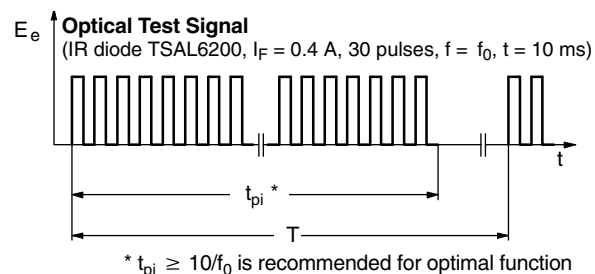 E e
Optical Test Signal
(IR diode TSAL6200, IF = 0.4 A, 30 pulses, f = f0, t = 10 ms)
t
tpi *
T
* tpi ≥ 10/f0 is recommended for optimal function